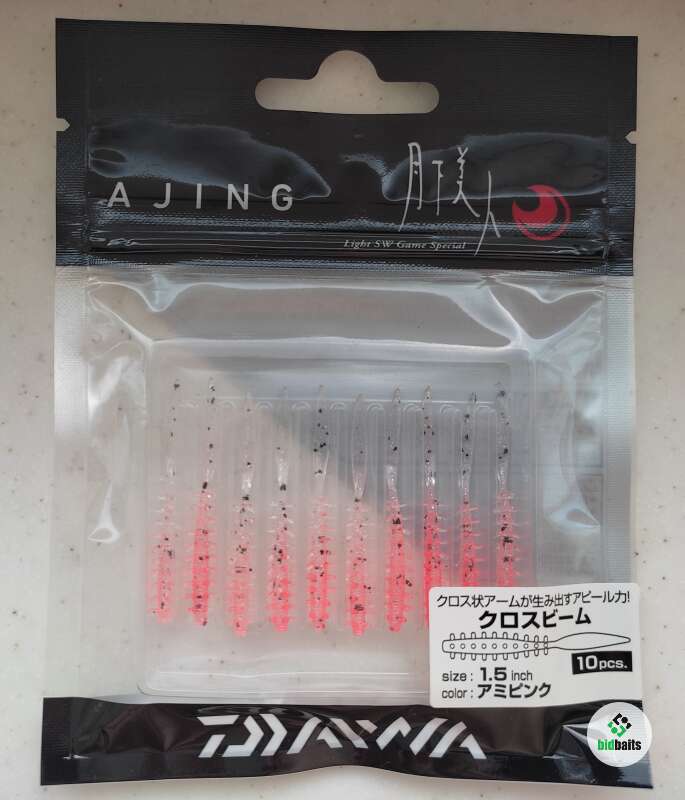 AJING
月下美人
Light SW Game Special
クロス状アームが生み出すアピール力!
クロスビーム
10pcs.
size : 1.5 inch
color : アミピンク
DAIWA
bidbaits